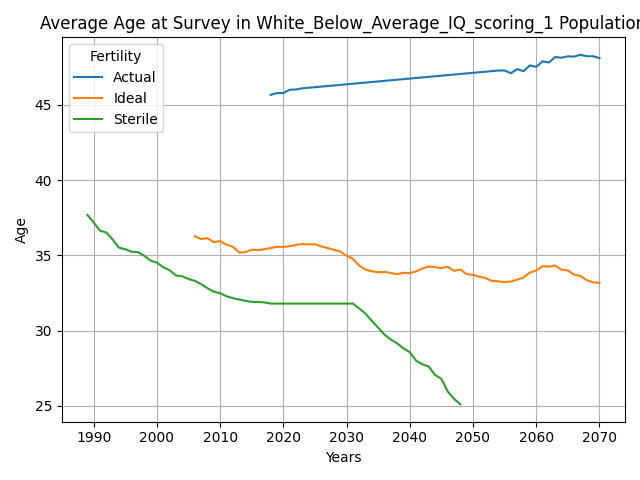 Average Age at Survey in White_Below_Average_IQ_scoring_1 Population
Fertility
Actual
Ideal
Sterile
Age
45
40
35
30
25
1990 2000 2010 2020 2030 2040 2050 2060 2070
Years